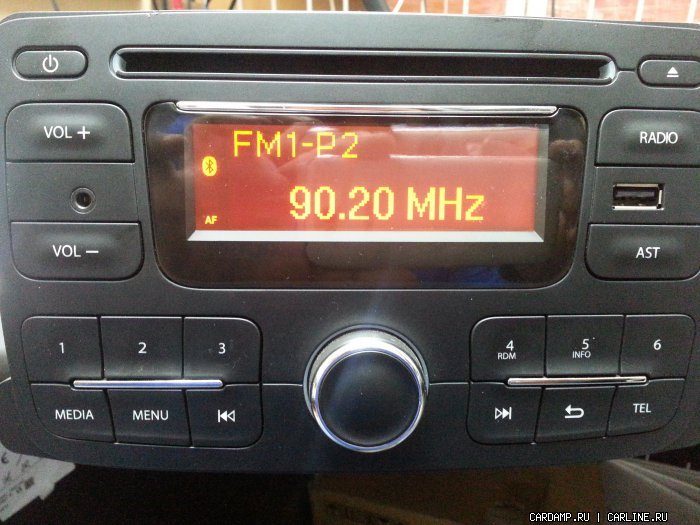 VOL +
RADIO
FM1-P2
90.20 MHz
AF
VOL −
AST
1
2
3
4
RDM
5
INFO
6
MEDIA
MENU
TEL
CARDAMP.RU | CARLINE.RU